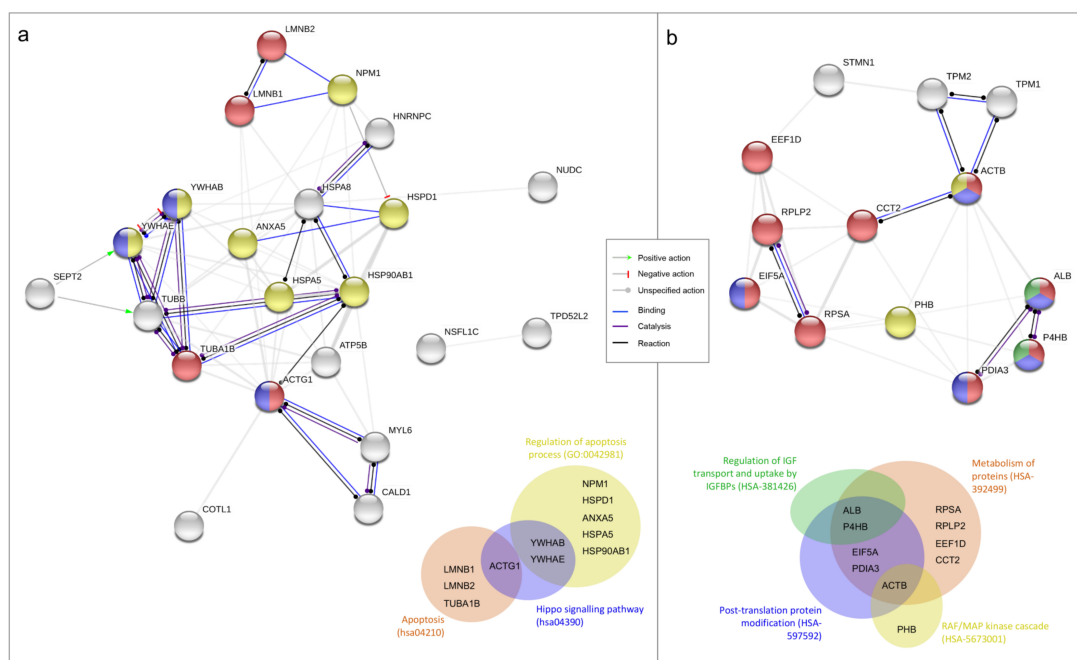 a
LMNB2
NPM1
LMNB1
HNRNPC
NUDC
YWHAB
HSPA8
HSPD1
YWHAE
ANXA5
SEPT2
HSPA5
HSP90AB1
TUBB
TPD52L2
NSFL1C
TUBA1B
ATP5B
ACTG1
MYL6
CALD1
COTL1
Regulation of apoptosis
process (GO:0042981)
NPM1
HSPD1
ANXA5
HSPA5
HSP90AB1
YWHAB
YWHAE
ACTG1
LMNB1
LMNB2
TUBA1B
Apoptosis
(hsa04210)
Hippo signalling pathway
(hsa04390)
Positive action
Negative action
Unspecified action
Binding
Catalysis
Reaction
b
STMN1
TPM2
TPM1
EEF1D
ACTB
RPLP2
CCT2
EIF5A
RPSA
PHB
ALB
P4HB
PDIA3
Regulation of IGF
transport and uptake by
IGFBPs (HSA-381426)
Metabolism of
proteins (HSA-
392499)
ALB
P4HB
RPSA
RPLP2
EEF1D
CCT2
EIF5A
PDIA3
ACTB
PHB
Post-translation protein
modification (HSA-
597592)
RAF/MAP kinase cascade
(HSA-5673001)